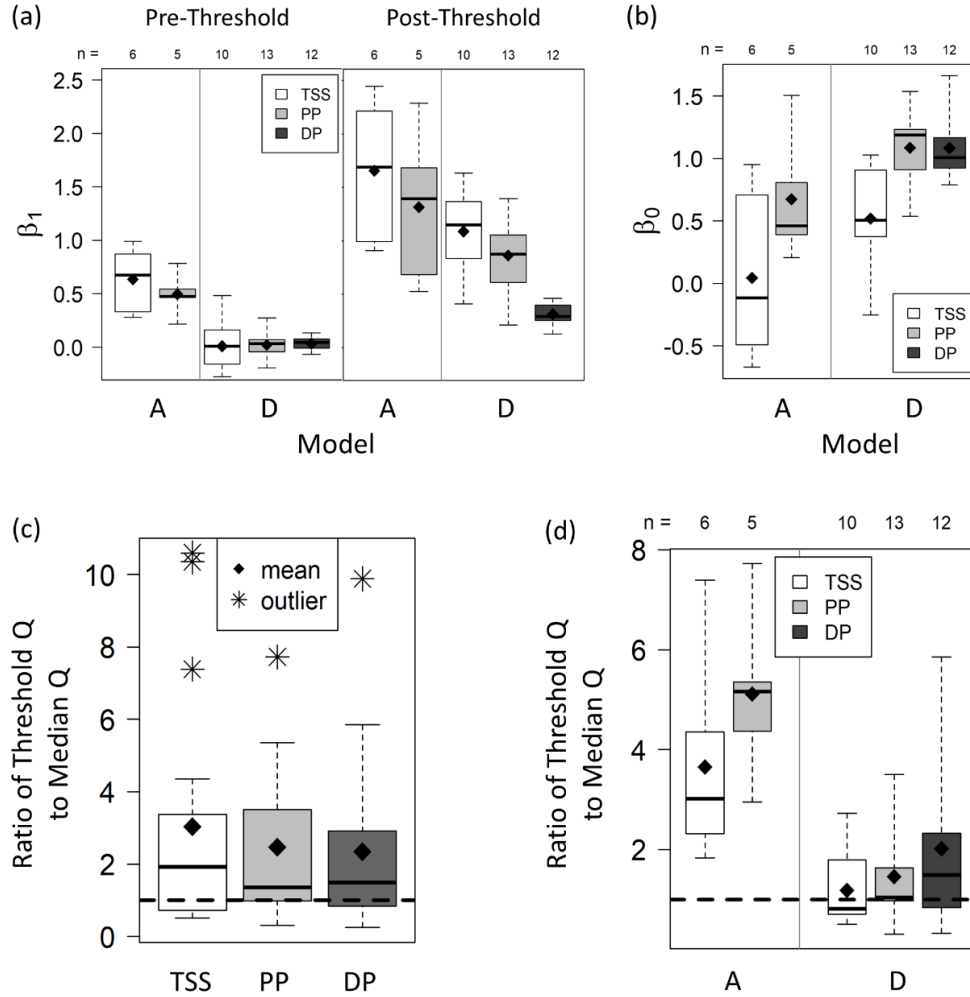 (a) Pre-Threshold Post-Threshold
n = 6 5 10 13 12 6 5 10 13 12
2.5
2.0
1.5
1.0
0.5
0.0
β1
TSS
PP
DP
A D A D
Model
(b)
n = 6 5 10 13 12
1.5
1.0
0.5
0.0
-0.5
β0
TSS
PP
DP
A D
Model
(c)
10
8
6
4
2
0
Ratio of Threshold Q
to Median Q
mean
outlier
TSS PP DP
(d)
n = 6 5 10 13 12
8
6
4
2
Ratio of Threshold Q
to Median Q
TSS
PP
DP
A D